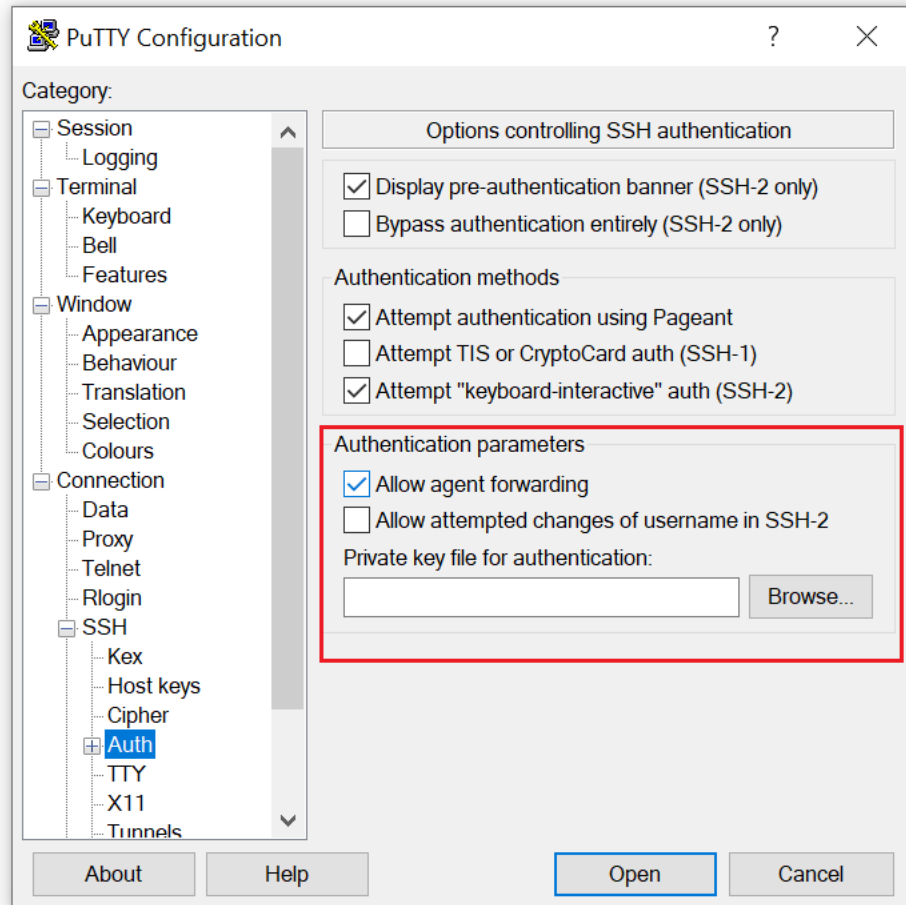 PuTTY Configuration
?
Category:
Session
Logging
Terminal
Keyboard
Bell
Features
Window
Appearance
Behaviour
Translation
Selection
Colours
Connection
Data
Proxy
Telnet
Rlogin
SSH
Kex
Host keys
Cipher
Auth
TTY
X11
Tunnels
Options controlling SSH authentication
Display pre-authentication banner (SSH-2 only)
Bypass authentication entirely (SSH-2 only)
Authentication methods
Attempt authentication using Pageant
Attempt TIS or CryptoCard auth (SSH-1)
Attempt "keyboard-interactive" auth (SSH-2)
Authentication parameters
Allow agent forwarding
Allow attempted changes of username in SSH-2
Private key file for authentication:
Browse...
About
Help
Open
Cancel